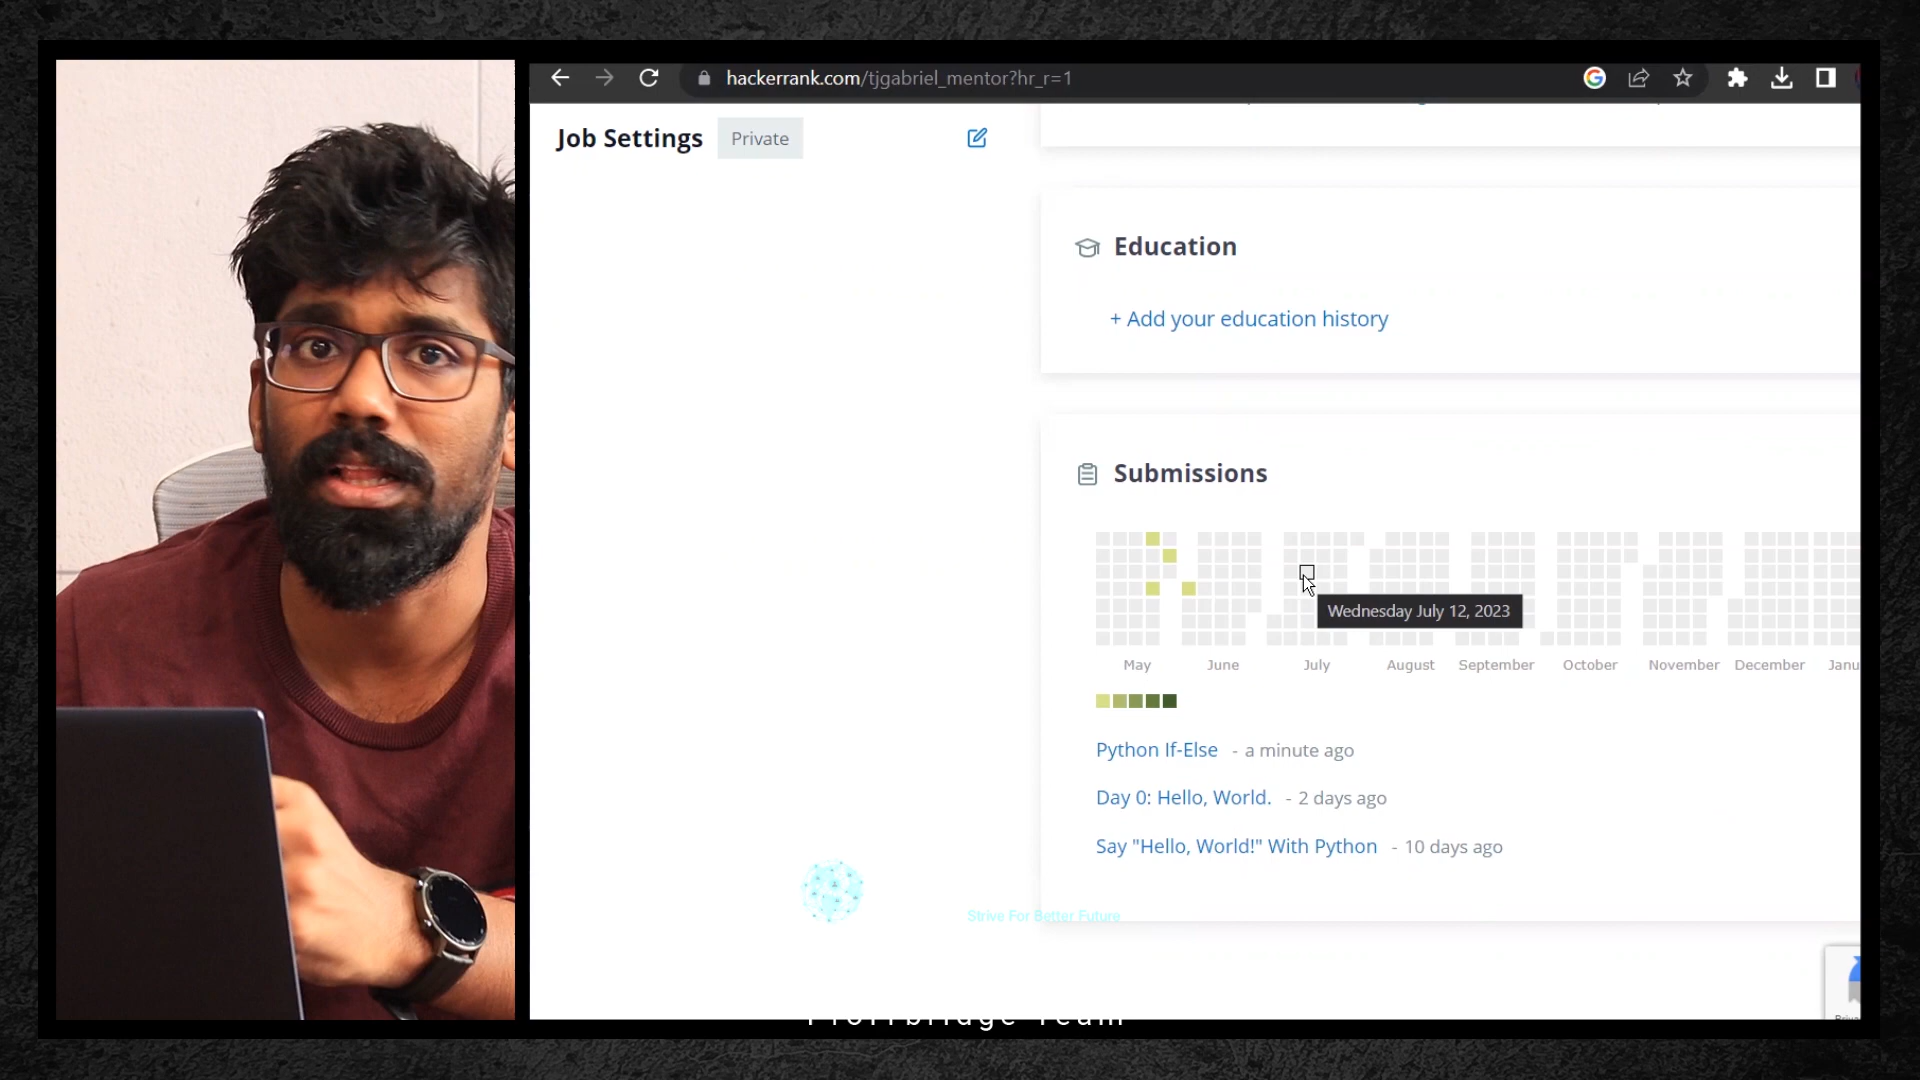 hackerrank.com/tjgabriel_mentor?hr_r=1
Job Settings
Private
Education
+ Add your education history
Submissions
Wednesday July 12, 2023
May
June
July
August
September
October
November
December
Janu
Python If-Else - a minute ago
Day 0: Hello, World. - 2 days ago
Say "Hello, World!" With Python - 10 days ago
Strive For Better Future
Team